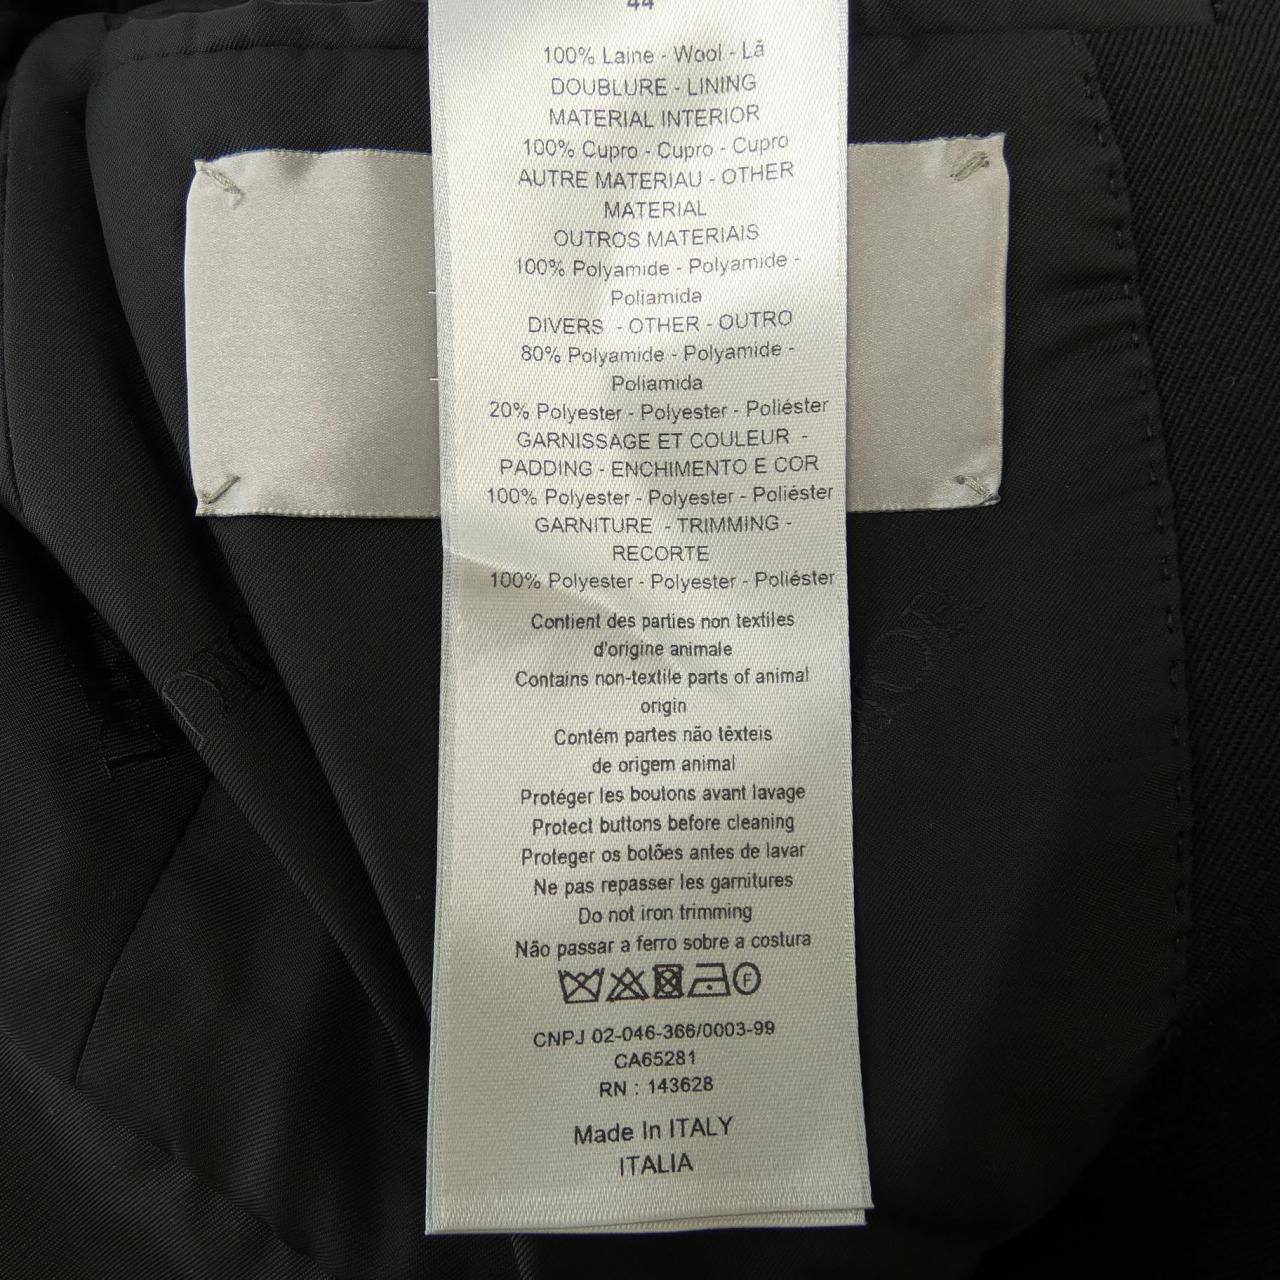 44
100% Laine - Wool - Lã
DOUBLURE - LINING
MATERIAL INTERIOR
100% Cupro - Cupro - Cupro
AUTRE MATERIAU - OTHER
MATERIAL
OUTROS MATERIAIS
100% Polyamide - Polyamide -
Poliamida
DIVERS - OTHER - OUTRO
80% Polyamide - Polyamide -
Poliamida
20% Polyester - Polyester - Poliéster
GARNISSAGE ET COULEUR -
PADDING - ENCHIMENTO E COR
100% Polyester - Polyester - Poliéster
GARNITURE - TRIMMING -
RECORTE
100% Polyester - Polyester - Poliéster
Contient des parties non textiles
d'origine animale
Contains non-textile parts of animal
origin
Contém partes não têxteis
de origem animal
Protéger les boutons avant lavage
Protect buttons before cleaning
Proteger os botões antes de lavar
Ne pas repasser les garnitures
Do not iron trimming
Não passar a ferro sobre a costura
F
CNPJ 02-046-366/0003-99
CA65281
RN : 143628
Made In ITALY
ITALIA